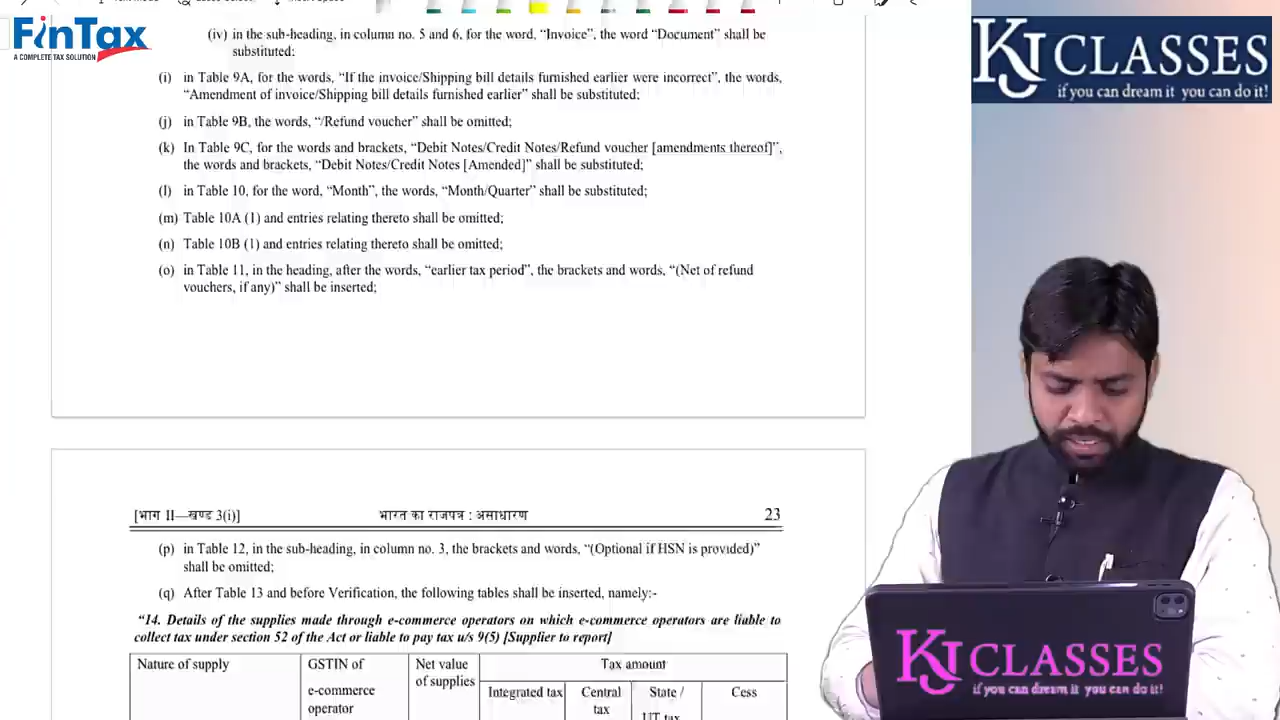 FinTax
A COMPLETE TAX SOLUTION
KJ CLASSES
if you can dream it you can do it!
(iv) in the sub-heading, in column no. 5 and 6, for the word, “Invoice”, the word “Document” shall be
substituted:
(i) in Table 9A, for the words, “If the invoice/Shipping bill details furnished earlier were incorrect”, the words,
“Amendment of invoice/Shipping bill details furnished earlier” shall be substituted;
(j) in Table 9B, the words, “/Refund voucher” shall be omitted;
(k) In Table 9C, for the words and brackets, “Debit Notes/Credit Notes/Refund voucher [amendments thereof]”,
the words and brackets, “Debit Notes/Credit Notes [Amended]” shall be substituted;
(l) in Table 10, for the word, “Month”, the words, “Month/Quarter” shall be substituted;
(m) Table 10A (1) and entries relating thereto shall be omitted;
(n) Table 10B (1) and entries relating thereto shall be omitted;
(o) in Table 11, in the heading, after the words, “earlier tax period”, the brackets and words, “(Net of refund
vouchers, if any)” shall be inserted;
[भाग II—खण्ड 3(i)] भारत का राजपत्र : असाधारण 23
(p) in Table 12, in the sub-heading, in column no. 3, the brackets and words, “(Optional if HSN is provided)”
shall be omitted;
(q) After Table 13 and before Verification, the following tables shall be inserted, namely:-
“14. Details of the supplies made through e-commerce operators on which e-commerce operators are liable to
collect tax under section 52 of the Act or liable to pay tax u/s 9(5) [Supplier to report]
Nature of supply
GSTIN of
e-commerce
operator
Net value
of supplies
Tax amount
Integrated tax
Central
tax
State /
UT tax
Cess
KJ CLASSES
if you can dream it you can do it!